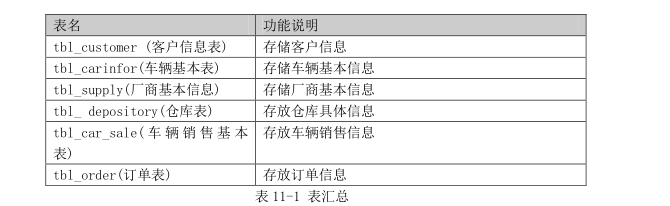 表名 功能说明
tbl_customer (客户信息表) 存储客户信息
tbl_carinfor(车辆基本表) 存储车辆基本信息
tbl_supply(厂商基本信息) 存储厂商基本信息
tbl_ depository(仓库表) 存放仓库具体信息
tbl_car_sale(车辆销售基本 存放车辆销售信息
表)
tbl_order(订单表) 存放订单信息
表 11-1 表汇总